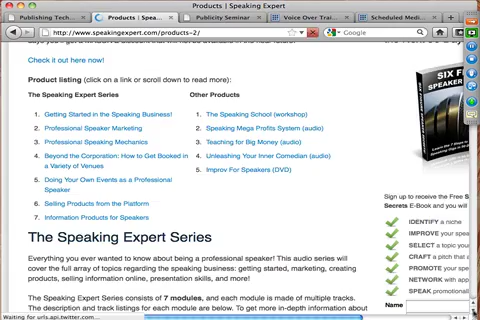 Products | Speaking Expert
Publishing Tech...
Products | Speak...
Publicity Seminar
Voice Over Trai...
Scheduled Medi...
http://www.speakingexpert.com/products-2/
Google
Check it out here now!
Product listing (click on a link or scroll down to read more):
The Speaking Expert Series
1. Getting Started in the Speaking Business!
2. Professional Speaker Marketing
3. Professional Speaking Mechanics
4. Beyond the Corporation: How to Get Booked in
a Variety of Venues
5. Doing Your Own Events as a Professional
Speaker
6. Selling Products from the Platform
7. Information Products for Speakers
Other Products
1. The Speaking School (workshop)
2. Speaking Mega Profits System (audio)
3. Teaching for Big Money (audio)
4. Unleashing Your Inner Comedian (audio)
5. Improv For Speakers (DVD)
The Speaking Expert Series
Everything you ever wanted to know about being a professional speaker! This audio series will
cover the full array of topics regarding the speaking business: getting started, marketing, creating
products, selling information online, presentation skills, and more!
The Speaking Expert Series consists of 7 modules, and each module is made of multiple tracks.
The description and track listings for each module are below. To get more in-depth information about
SIX F
SPEAKER
Sign up to receive the Free S
Secrets E-Book and you will
IDENTIFY a niche
IMPROVE your spea
SELECT a topic you
CRAFT a pitch that
PROMOTE your spe
NETWORK with ap
SPEAK promotional
Name
Waiting for urls.api.twitter.com...